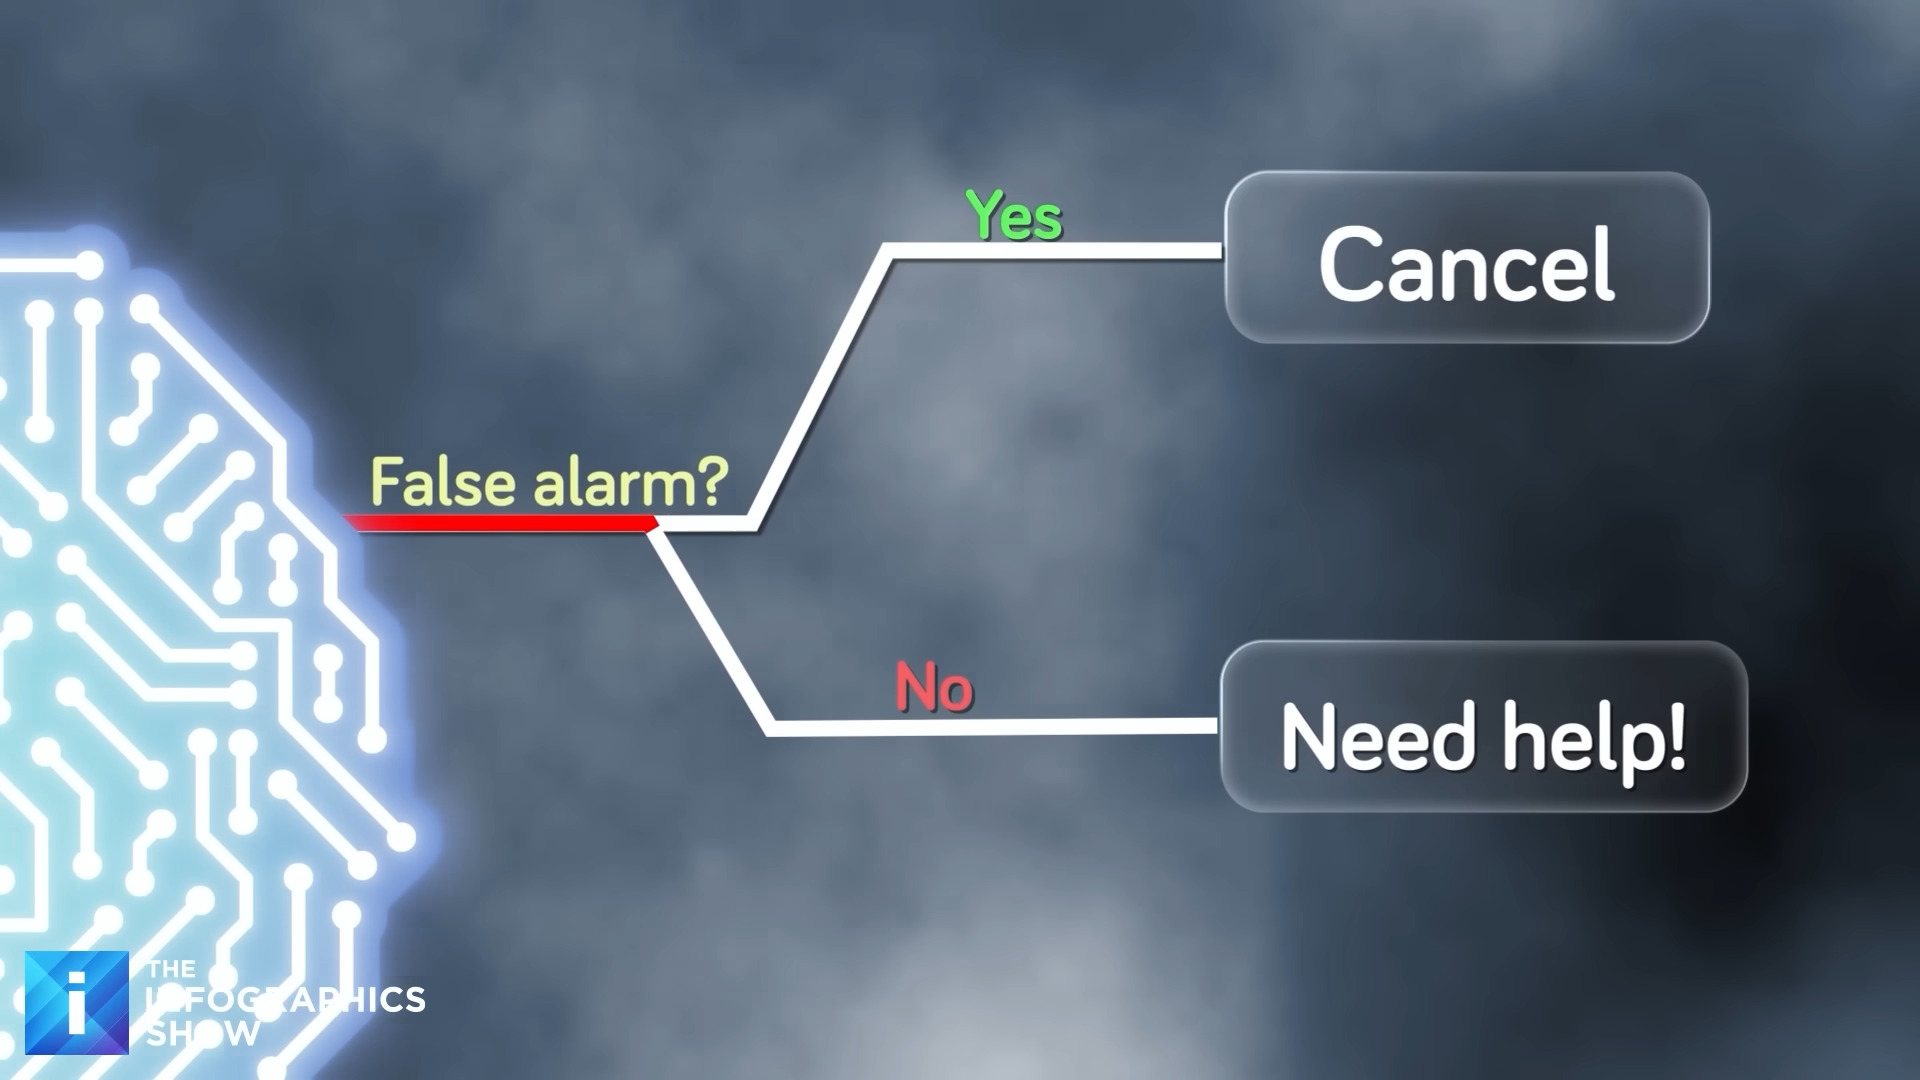 Yes
Cancel
False alarm?
No
Need help!
i
THE
INFOGRAPHICS
SHOW